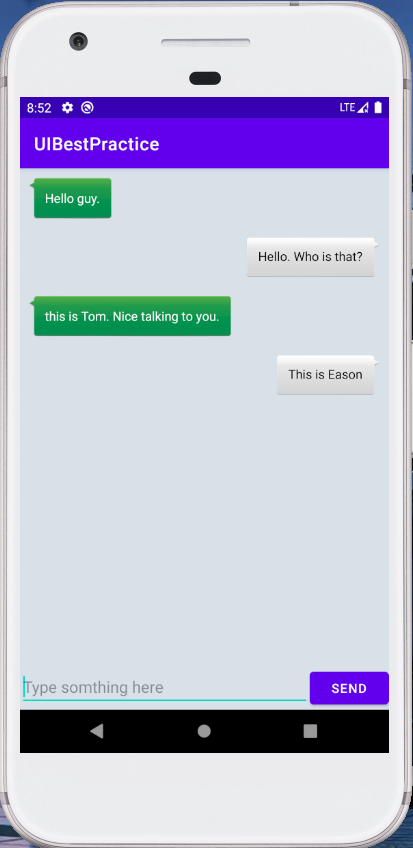 8:52 LTE
UIBestPractice
Hello guy.
Hello. Who is that?
this is Tom. Nice talking to you.
This is Eason
Type somthing here SEND